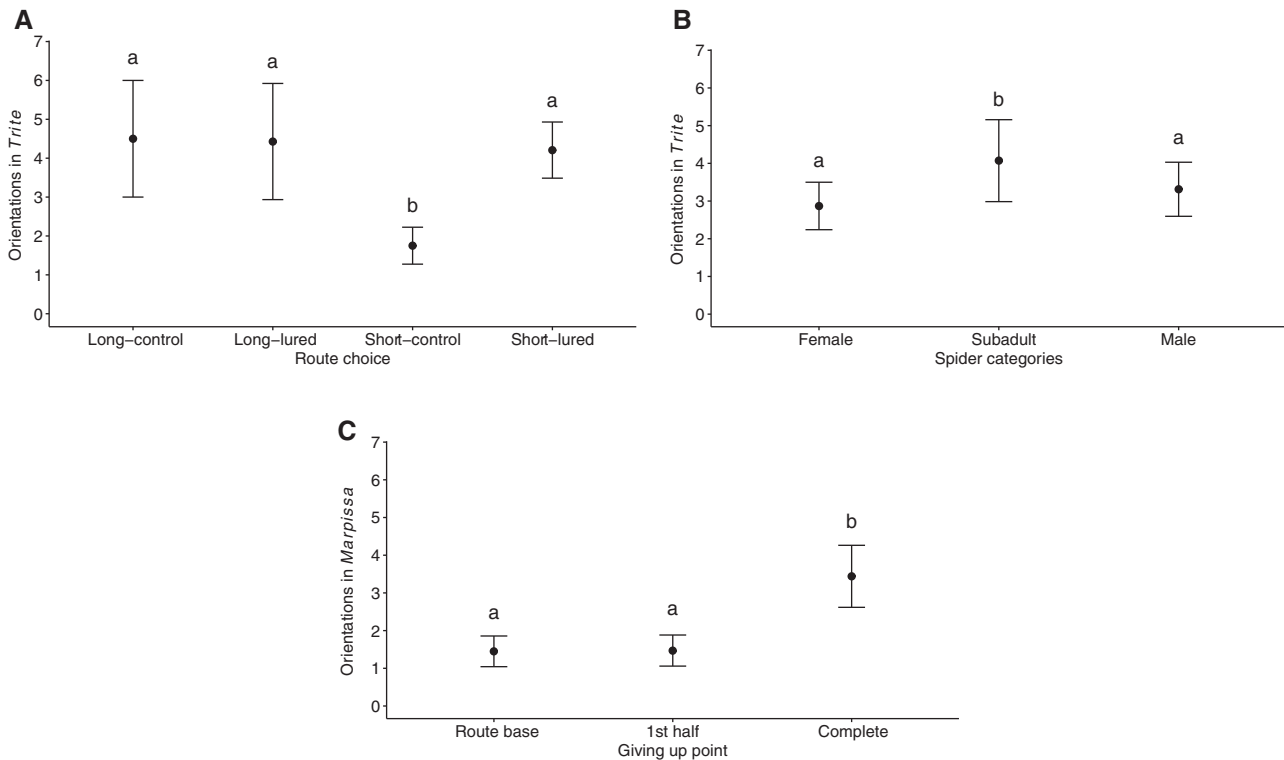 A
Orientations in Trite
7
6
5
4
3
2
1
0
a
a
b
a
Long–control
Long–lured
Short–control
Short–lured
Route choice
B
Orientations in Trite
7
6
5
4
3
2
1
0
a
b
a
Female
Subadult
Male
Spider categories
C
Orientations in Marpissa
7
6
5
4
3
2
1
0
a
a
b
Route base
1st half
Complete
Giving up point